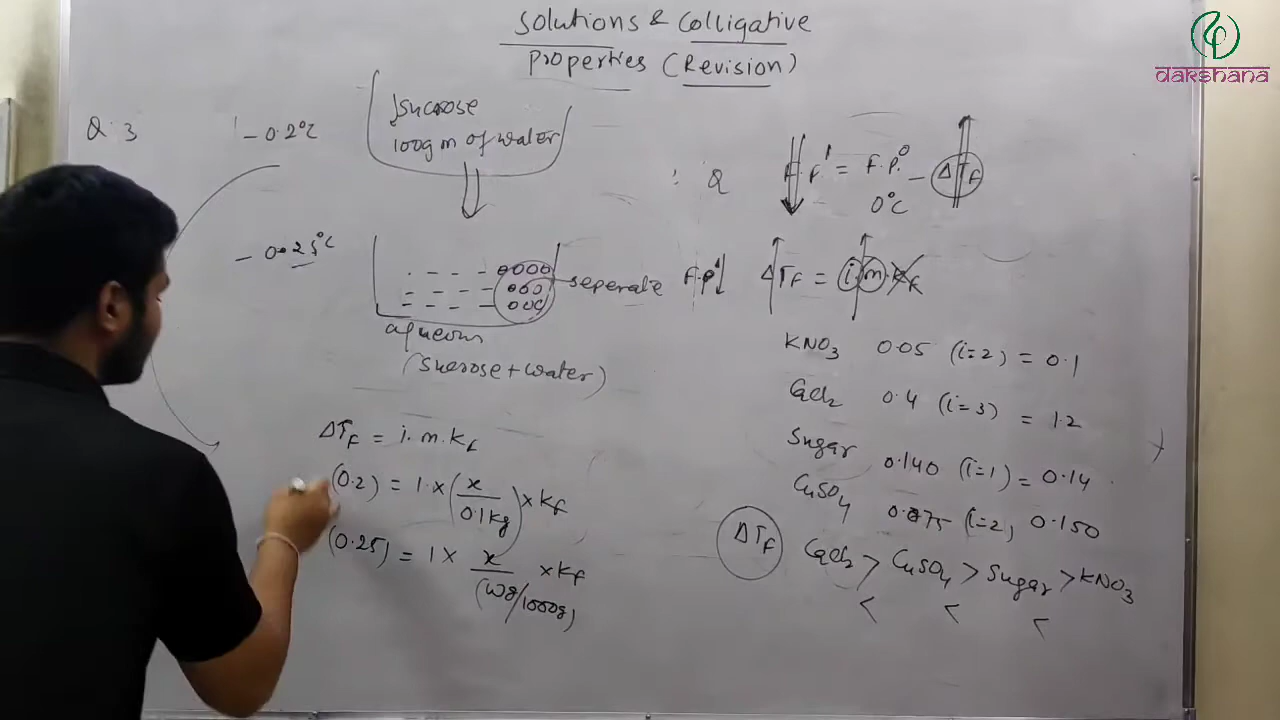 Solutions & Colligative
Properties (Revision)
dakshana
Q.3
-0.2°C
Sucrose
100gm of water
-0.25°C
0000
000
000
seperate
aqueous
(Sucrose+water)
ΔTf = i.m.Kf
(0.2) = 1×(x/0.1kg)×Kf
(0.25) = 1× x/(wg/1000g) ×Kf
Q
F.P' = F.P.° - ΔTf
0°C
F.P'↓ ΔTf = i m Kf
KNO3 0.05 (i=2) = 0.1
CaCl2 0.4 (i=3) = 1.2
Sugar 0.140 (i=1) = 0.14
CuSO4 0.075 (i=2) 0.150
ΔTf CaCl2 > CuSO4 > Sugar > KNO3
< < <